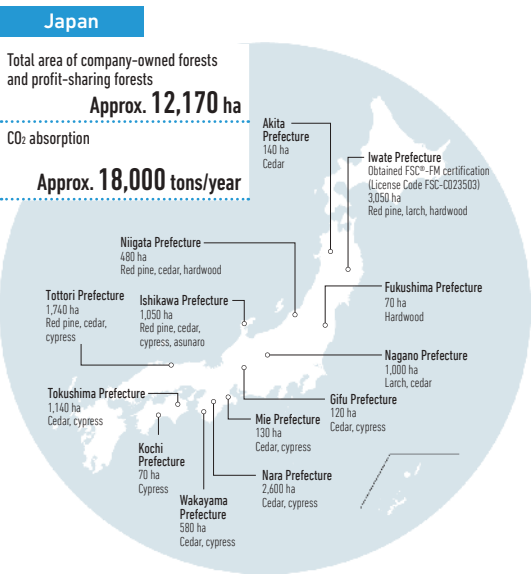 Japan
Total area of company-owned forests
and profit-sharing forests
Approx. 12,170 ha
CO₂ absorption
Approx. 18,000 tons/year
Akita
Prefecture
140 ha
Cedar
Iwate Prefecture
Obtained FSC®-FM certification
(License Code FSC-C023503)
3,050 ha
Red pine, larch, hardwood
Niigata Prefecture
480 ha
Red pine, cedar, hardwood
Tottori Prefecture
1,740 ha
Red pine, cedar,
cypress
Ishikawa Prefecture
1,050 ha
Red pine, cedar,
cypress, asunaro
Fukushima Prefecture
70 ha
Hardwood
Nagano Prefecture
1,000 ha
Larch, cedar
Tokushima Prefecture
1,140 ha
Cedar, cypress
Gifu Prefecture
120 ha
Cedar, cypress
Mie Prefecture
130 ha
Cedar, cypress
Kochi
Prefecture
70 ha
Cypress
Nara Prefecture
2,600 ha
Cedar, cypress
Wakayama
Prefecture
580 ha
Cedar, cypress